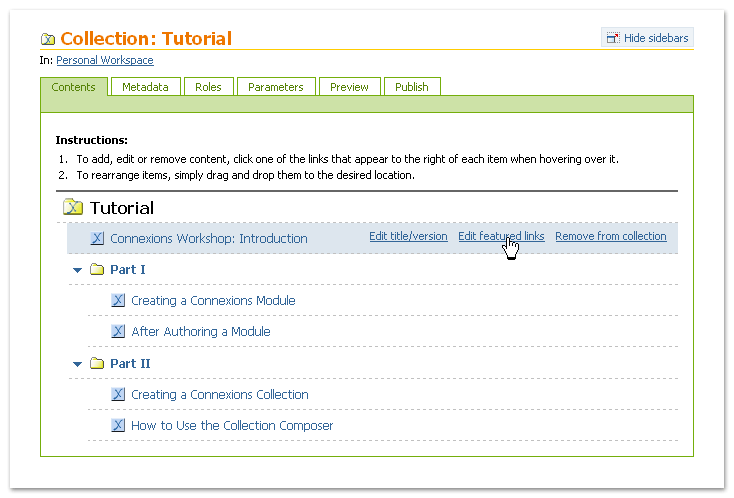 Collection: Tutorial
Hide sidebars
In: Personal Workspace
Contents Metadata Roles Parameters Preview Publish
Instructions:
1. To add, edit or remove content, click one of the links that appear to the right of each item when hovering over it.
2. To rearrange items, simply drag and drop them to the desired location.
Tutorial
Connexions Workshop: Introduction Edit title/version Edit featured links Remove from collection
Part I
Creating a Connexions Module
After Authoring a Module
Part II
Creating a Connexions Collection
How to Use the Collection Composer